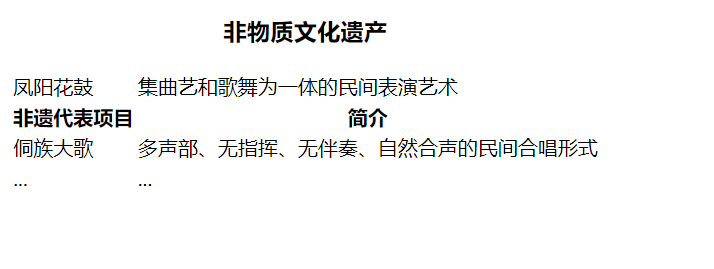 非物质文化遗产
凤阳花鼓 集曲艺和歌舞为一体的民间表演艺术
非遗代表项目 简介
侗族大歌 多声部、无指挥、无伴奏、自然合声的民间合唱形式
... ...